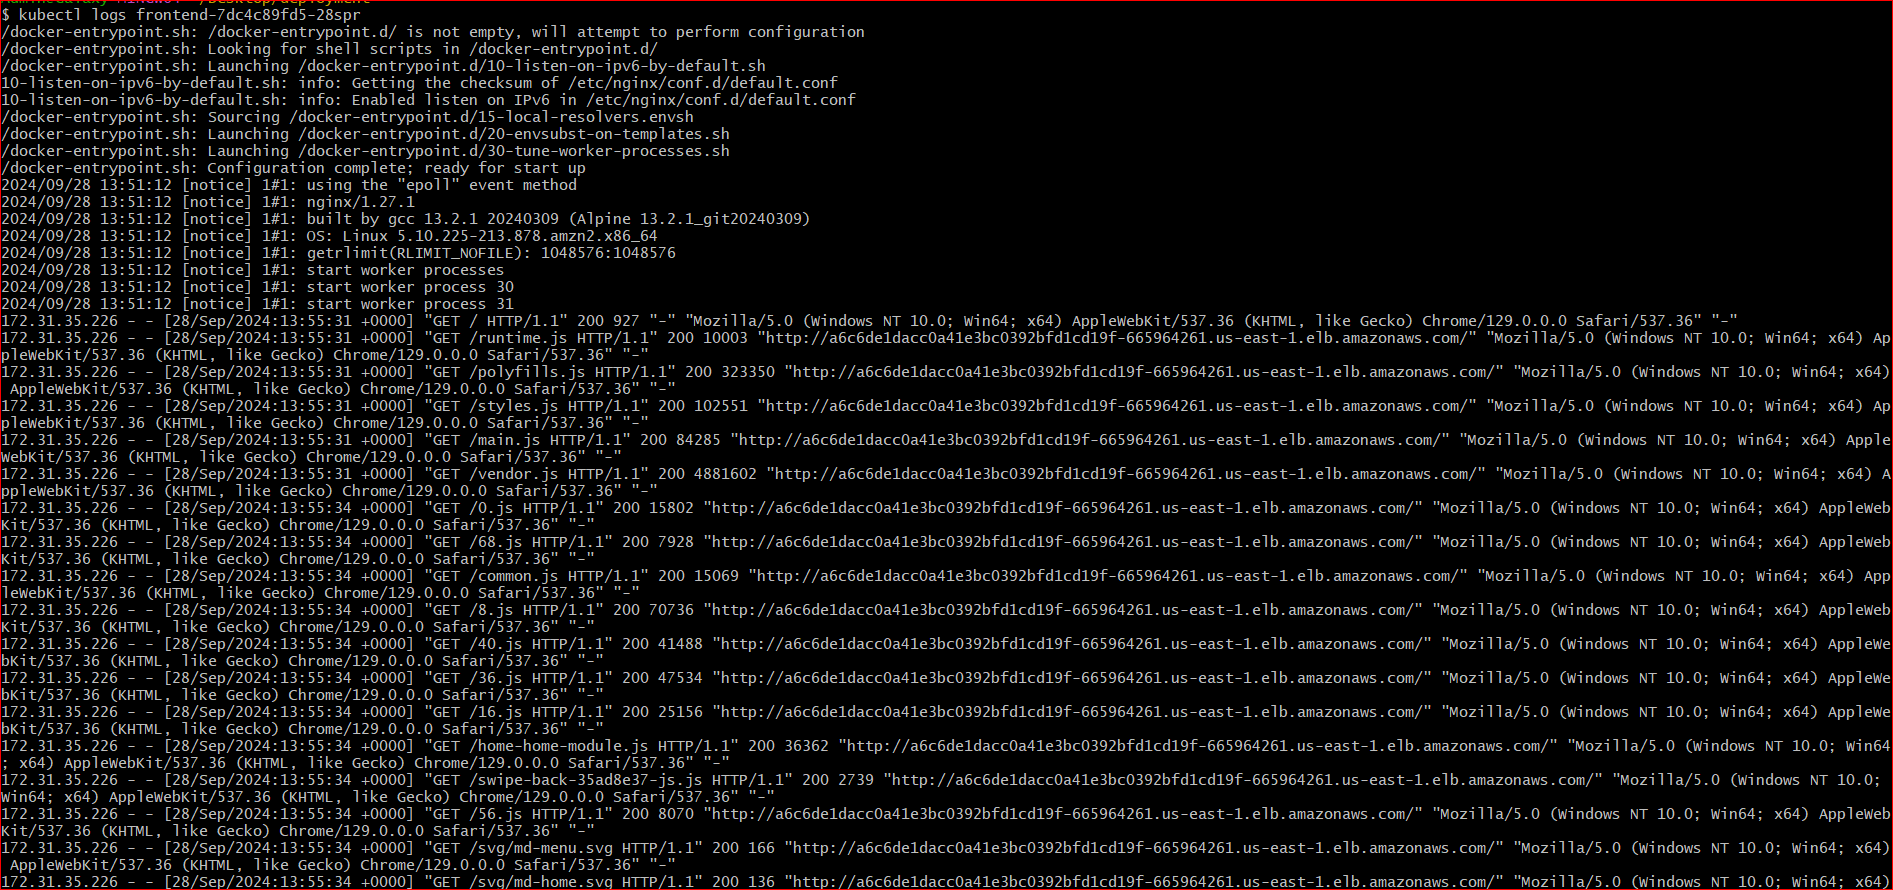 $ kubectl logs frontend-7dc4c89fd5-28spr
/docker-entrypoint.sh: /docker-entrypoint.d/ is not empty, will attempt to perform configuration
/docker-entrypoint.sh: Looking for shell scripts in /docker-entrypoint.d/
/docker-entrypoint.sh: Launching /docker-entrypoint.d/10-listen-on-ipv6-by-default.sh
10-listen-on-ipv6-by-default.sh: info: Getting the checksum of /etc/nginx/conf.d/default.conf
10-listen-on-ipv6-by-default.sh: info: Enabled listen on IPv6 in /etc/nginx/conf.d/default.conf
/docker-entrypoint.sh: Sourcing /docker-entrypoint.d/15-local-resolvers.envsh
/docker-entrypoint.sh: Launching /docker-entrypoint.d/20-envsubst-on-templates.sh
/docker-entrypoint.sh: Launching /docker-entrypoint.d/30-tune-worker-processes.sh
/docker-entrypoint.sh: Configuration complete; ready for start up
2024/09/28 13:51:12 [notice] 1#1: using the "epoll" event method
2024/09/28 13:51:12 [notice] 1#1: nginx/1.27.1
2024/09/28 13:51:12 [notice] 1#1: built by gcc 13.2.1 20240309 (Alpine 13.2.1_git20240309)
2024/09/28 13:51:12 [notice] 1#1: OS: Linux 5.10.225-213.878.amzn2.x86_64
2024/09/28 13:51:12 [notice] 1#1: getrlimit(RLIMIT_NOFILE): 1048576:1048576
2024/09/28 13:51:12 [notice] 1#1: start worker processes
2024/09/28 13:51:12 [notice] 1#1: start worker process 30
2024/09/28 13:51:12 [notice] 1#1: start worker process 31
172.31.35.226 - - [28/Sep/2024:13:55:31 +0000] "GET / HTTP/1.1" 200 927 "-" "Mozilla/5.0 (Windows NT 10.0; Win64; x64) AppleWebKit/537.36 (KHTML, like Gecko) Chrome/129.0.0.0 Safari/537.36" "-"
172.31.35.226 - - [28/Sep/2024:13:55:31 +0000] "GET /runtime.js HTTP/1.1" 200 10003 "http://a6c6de1dacc0a41e3bc0392bfd1cd19f-665964261.us-east-1.elb.amazonaws.com/" "Mozilla/5.0 (Windows NT 10.0; Win64; x64) Ap
pleWebKit/537.36 (KHTML, like Gecko) Chrome/129.0.0.0 Safari/537.36" "-"
172.31.35.226 - - [28/Sep/2024:13:55:31 +0000] "GET /polyfills.js HTTP/1.1" 200 323350 "http://a6c6de1dacc0a41e3bc0392bfd1cd19f-665964261.us-east-1.elb.amazonaws.com/" "Mozilla/5.0 (Windows NT 10.0; Win64; x64)
AppleWebKit/537.36 (KHTML, like Gecko) Chrome/129.0.0.0 Safari/537.36" "-"
172.31.35.226 - - [28/Sep/2024:13:55:31 +0000] "GET /styles.js HTTP/1.1" 200 102551 "http://a6c6de1dacc0a41e3bc0392bfd1cd19f-665964261.us-east-1.elb.amazonaws.com/" "Mozilla/5.0 (Windows NT 10.0; Win64; x64) Ap
pleWebKit/537.36 (KHTML, like Gecko) Chrome/129.0.0.0 Safari/537.36" "-"
172.31.35.226 - - [28/Sep/2024:13:55:31 +0000] "GET /main.js HTTP/1.1" 200 84285 "http://a6c6de1dacc0a41e3bc0392bfd1cd19f-665964261.us-east-1.elb.amazonaws.com/" "Mozilla/5.0 (Windows NT 10.0; Win64; x64) Apple
WebKit/537.36 (KHTML, like Gecko) Chrome/129.0.0.0 Safari/537.36" "-"
172.31.35.226 - - [28/Sep/2024:13:55:31 +0000] "GET /vendor.js HTTP/1.1" 200 4881602 "http://a6c6de1dacc0a41e3bc0392bfd1cd19f-665964261.us-east-1.elb.amazonaws.com/" "Mozilla/5.0 (Windows NT 10.0; Win64; x64) A
ppleWebKit/537.36 (KHTML, like Gecko) Chrome/129.0.0.0 Safari/537.36" "-"
172.31.35.226 - - [28/Sep/2024:13:55:34 +0000] "GET /0.js HTTP/1.1" 200 15802 "http://a6c6de1dacc0a41e3bc0392bfd1cd19f-665964261.us-east-1.elb.amazonaws.com/" "Mozilla/5.0 (Windows NT 10.0; Win64; x64) AppleWeb
Kit/537.36 (KHTML, like Gecko) Chrome/129.0.0.0 Safari/537.36" "-"
172.31.35.226 - - [28/Sep/2024:13:55:34 +0000] "GET /68.js HTTP/1.1" 200 7928 "http://a6c6de1dacc0a41e3bc0392bfd1cd19f-665964261.us-east-1.elb.amazonaws.com/" "Mozilla/5.0 (Windows NT 10.0; Win64; x64) AppleWeb
Kit/537.36 (KHTML, like Gecko) Chrome/129.0.0.0 Safari/537.36" "-"
172.31.35.226 - - [28/Sep/2024:13:55:34 +0000] "GET /common.js HTTP/1.1" 200 15069 "http://a6c6de1dacc0a41e3bc0392bfd1cd19f-665964261.us-east-1.elb.amazonaws.com/" "Mozilla/5.0 (Windows NT 10.0; Win64; x64) App
leWebKit/537.36 (KHTML, like Gecko) Chrome/129.0.0.0 Safari/537.36" "-"
172.31.35.226 - - [28/Sep/2024:13:55:34 +0000] "GET /8.js HTTP/1.1" 200 70736 "http://a6c6de1dacc0a41e3bc0392bfd1cd19f-665964261.us-east-1.elb.amazonaws.com/" "Mozilla/5.0 (Windows NT 10.0; Win64; x64) AppleWeb
Kit/537.36 (KHTML, like Gecko) Chrome/129.0.0.0 Safari/537.36" "-"
172.31.35.226 - - [28/Sep/2024:13:55:34 +0000] "GET /40.js HTTP/1.1" 200 41488 "http://a6c6de1dacc0a41e3bc0392bfd1cd19f-665964261.us-east-1.elb.amazonaws.com/" "Mozilla/5.0 (Windows NT 10.0; Win64; x64) AppleWe
bKit/537.36 (KHTML, like Gecko) Chrome/129.0.0.0 Safari/537.36" "-"
172.31.35.226 - - [28/Sep/2024:13:55:34 +0000] "GET /36.js HTTP/1.1" 200 47534 "http://a6c6de1dacc0a41e3bc0392bfd1cd19f-665964261.us-east-1.elb.amazonaws.com/" "Mozilla/5.0 (Windows NT 10.0; Win64; x64) AppleWe
bKit/537.36 (KHTML, like Gecko) Chrome/129.0.0.0 Safari/537.36" "-"
172.31.35.226 - - [28/Sep/2024:13:55:34 +0000] "GET /16.js HTTP/1.1" 200 25156 "http://a6c6de1dacc0a41e3bc0392bfd1cd19f-665964261.us-east-1.elb.amazonaws.com/" "Mozilla/5.0 (Windows NT 10.0; Win64; x64) AppleWe
bKit/537.36 (KHTML, like Gecko) Chrome/129.0.0.0 Safari/537.36" "-"
172.31.35.226 - - [28/Sep/2024:13:55:34 +0000] "GET /home-home-module.js HTTP/1.1" 200 36362 "http://a6c6de1dacc0a41e3bc0392bfd1cd19f-665964261.us-east-1.elb.amazonaws.com/" "Mozilla/5.0 (Windows NT 10.0; Win64
; x64) AppleWebKit/537.36 (KHTML, like Gecko) Chrome/129.0.0.0 Safari/537.36" "-"
172.31.35.226 - - [28/Sep/2024:13:55:34 +0000] "GET /swipe-back-35ad8e37-js.js HTTP/1.1" 200 2739 "http://a6c6de1dacc0a41e3bc0392bfd1cd19f-665964261.us-east-1.elb.amazonaws.com/" "Mozilla/5.0 (Windows NT 10.0;
Win64; x64) AppleWebKit/537.36 (KHTML, like Gecko) Chrome/129.0.0.0 Safari/537.36" "-"
172.31.35.226 - - [28/Sep/2024:13:55:34 +0000] "GET /56.js HTTP/1.1" 200 8070 "http://a6c6de1dacc0a41e3bc0392bfd1cd19f-665964261.us-east-1.elb.amazonaws.com/" "Mozilla/5.0 (Windows NT 10.0; Win64; x64) AppleWeb
Kit/537.36 (KHTML, like Gecko) Chrome/129.0.0.0 Safari/537.36" "-"
172.31.35.226 - - [28/Sep/2024:13:55:34 +0000] "GET /svg/md-menu.svg HTTP/1.1" 200 166 "http://a6c6de1dacc0a41e3bc0392bfd1cd19f-665964261.us-east-1.elb.amazonaws.com/" "Mozilla/5.0 (Windows NT 10.0; Win64; x64)
AppleWebKit/537.36 (KHTML, like Gecko) Chrome/129.0.0.0 Safari/537.36" "-"
172.31.35.226 - - [28/Sep/2024:13:55:34 +0000] "GET /svg/md-home.svg HTTP/1.1" 200 136 "http://a6c6de1dacc0a41e3bc0392bfd1cd19f-665964261.us-east-1.elb.amazonaws.com/" "Mozilla/5.0 (Windows NT 10.0; Win64; x64)